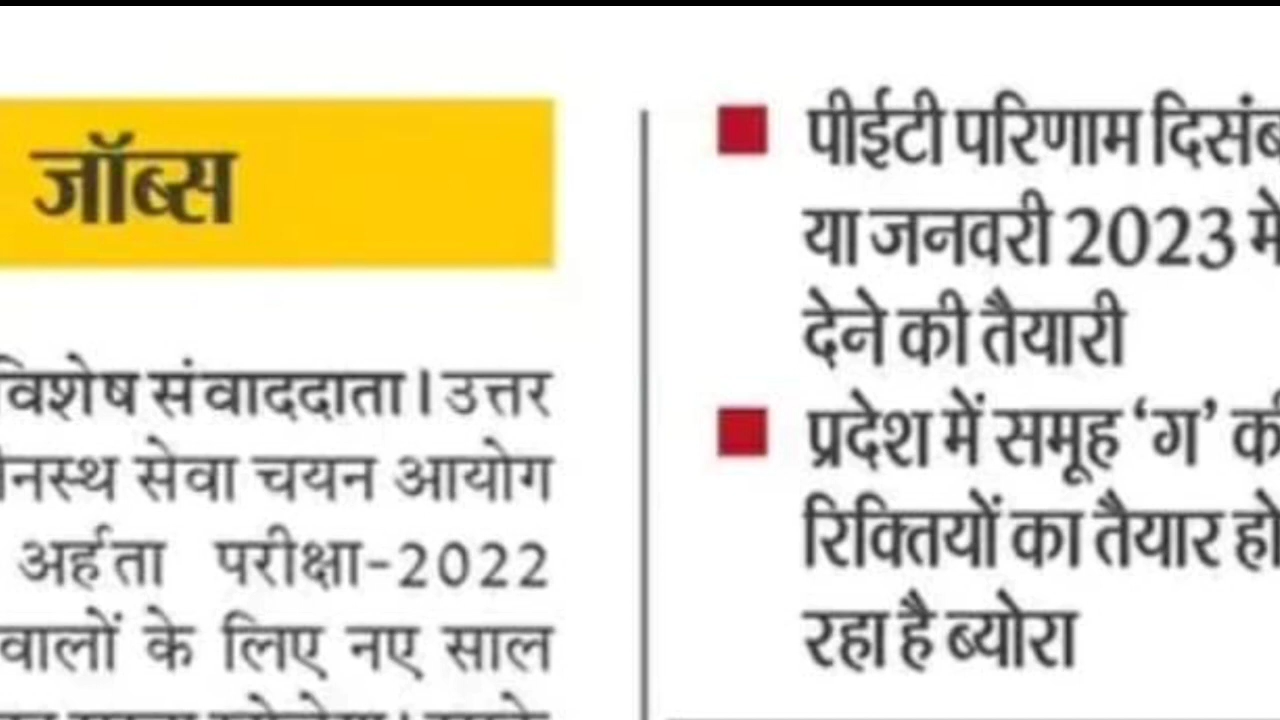 जॉब्स
विशेष संवाददाता। उत्तर
सेवा चयन आयोग
अर्हता परीक्षा-2022
वालों के लिए नए साल
पीईटी परिणाम
या जनवरी 2023 में
देने की तैयारी
प्रदेश में समूह ‘ग’ की
रिक्तियों का तैयार हो
रहा है ब्योरा